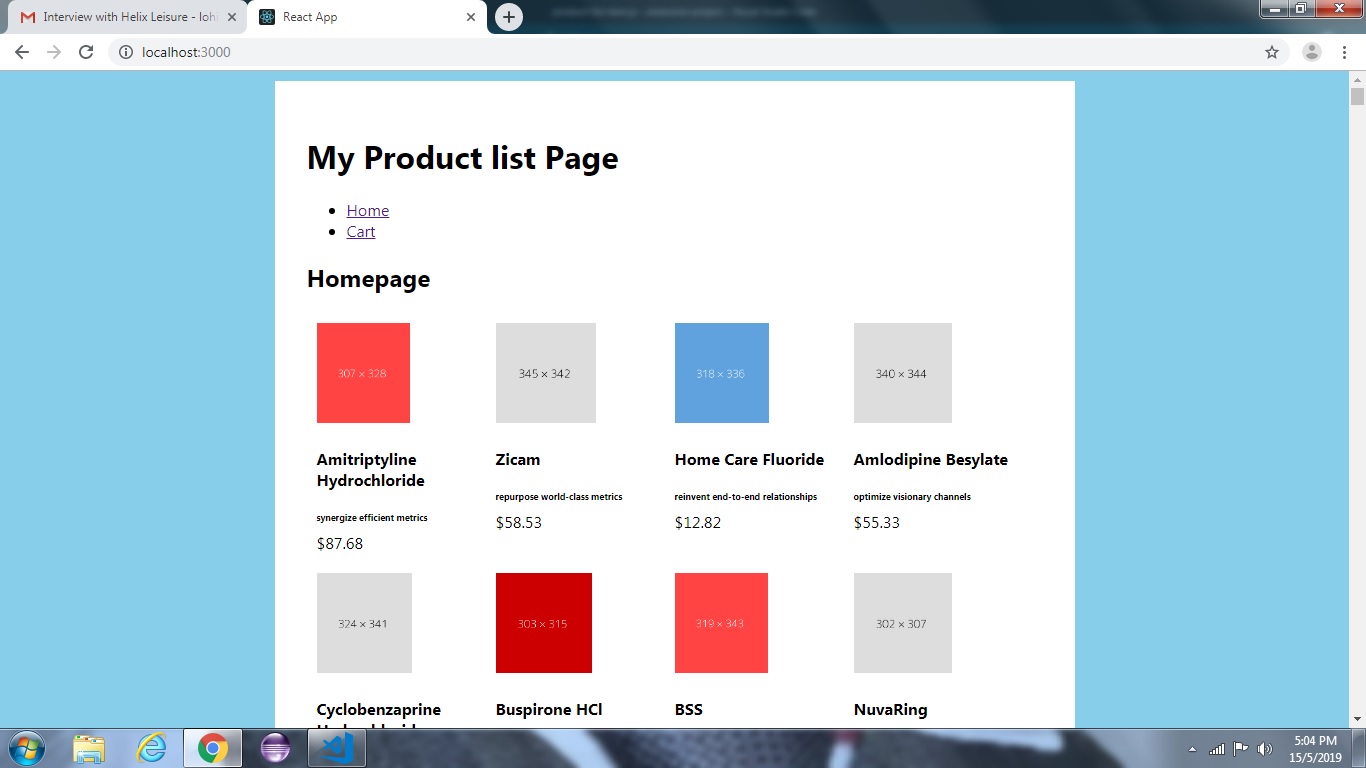 Interview with Helix Leisure - lohi
React App
localhost:3000
My Product list Page
Home
Cart
Homepage
307 × 328
345 × 342
318 × 336
340 × 344
Amitriptyline
Hydrochloride
Zicam
Home Care Fluoride
Amlodipine Besylate
synergize efficient metrics
repurpose world-class metrics
reinvent end-to-end relationships
optimize visionary channels
$87.68
$58.53
$12.82
$55.33
324 × 341
303 × 315
319 × 343
302 × 307
Cyclobenzaprine
Buspirone HCl
BSS
NuvaRing
5:04 PM
15/5/2019